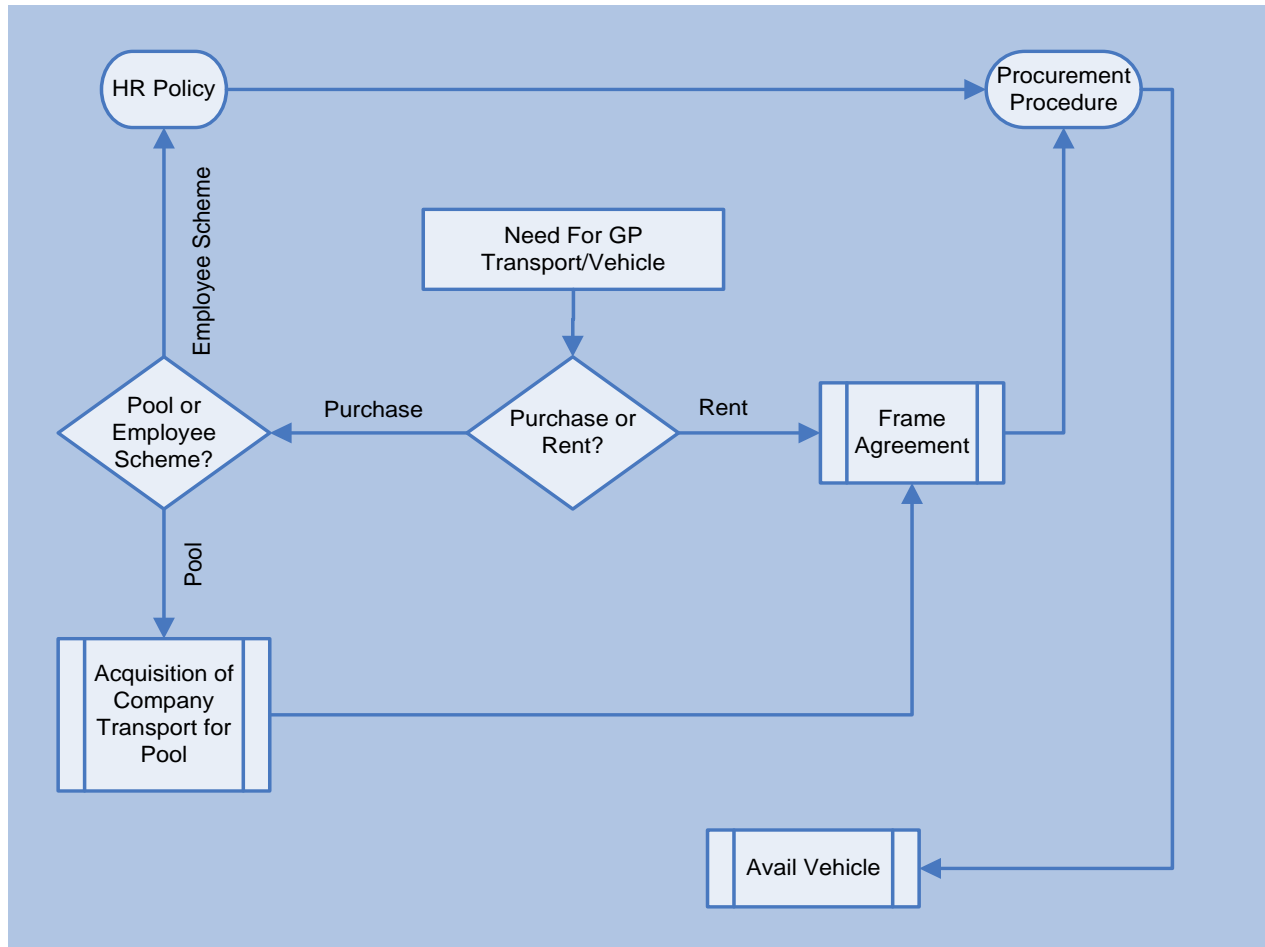 HR Policy
Procurement
Procedure
Employee Scheme
Need For GP
Transport/Vehicle
Pool or
Employee
Scheme?
Purchase
Purchase or
Rent?
Rent
Frame
Agreement
Pool
Acquisition of
Company
Transport for
Pool
Avail Vehicle